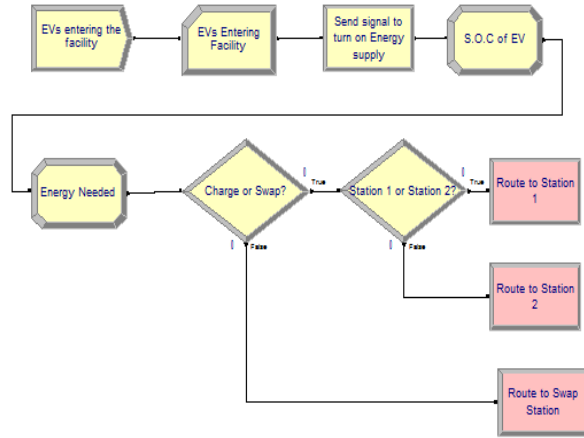 EVs entering the
facility
EVs Entering
Facility
Send signal to
turn on Energy
supply
S.O.C of EV
Energy Needed
Charge or Swap?
True
False
Station 1 or Station 2?
True
False
Route to Station
1
Route to Station
2
Route to Swap
Station